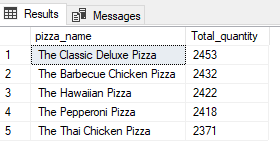 Results Messages
pizza_name Total_quantity
1 The Classic Deluxe Pizza 2453
2 The Barbecue Chicken Pizza 2432
3 The Hawaiian Pizza 2422
4 The Pepperoni Pizza 2418
5 The Thai Chicken Pizza 2371